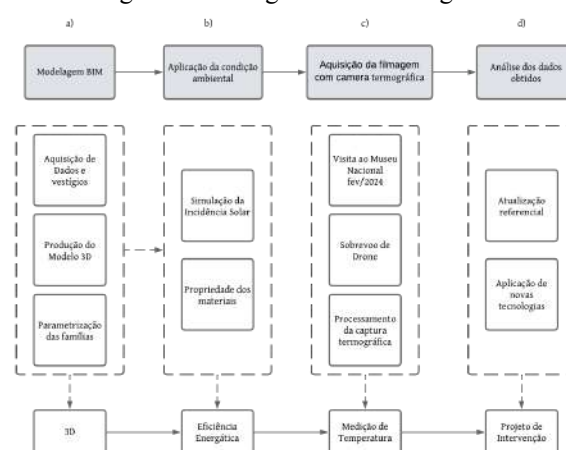 a)
b)
c)
d)
Modelagem BIM
Aplicação da condição
ambiental
Aquisição da filmagem
com camera termográfica
Análise dos dados
obtidos
Aquisição de
Dados e
vestígios
Produção do
Modelo 3D
Parametrização
das famílias
Simulação da
Incidência Solar
Propriedade dos
materiais
Visita ao Museu
Nacional
fev/2024
Sobrevoo de
Drone
Processamento
da captura
termográfica
Atualização
referencial
Aplicação de
novas
tecnologias
3D
Eficiência
Energética
Medição de
Temperatura
Projeto de
Intervenção